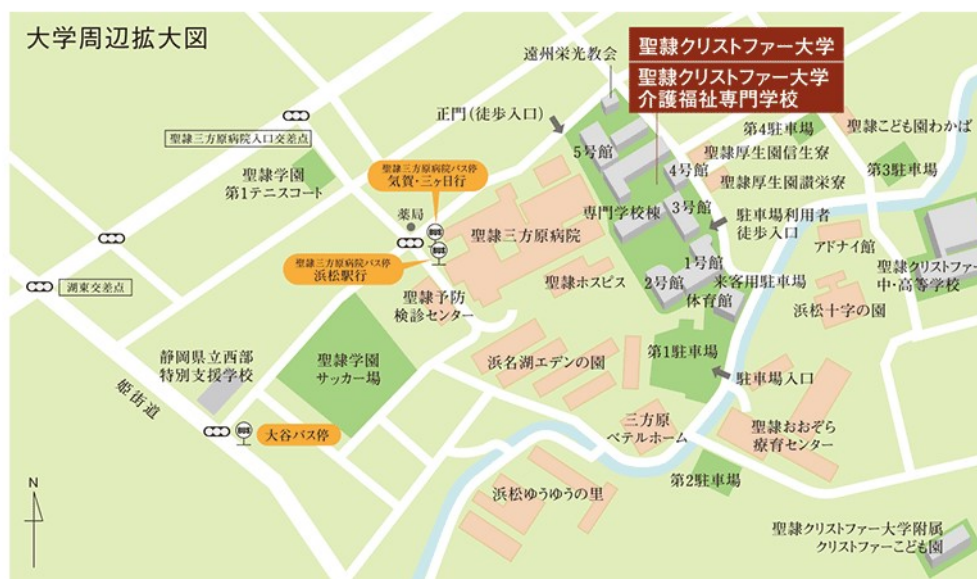 大学周辺拡大図
聖隷クリストファー大学
聖隷クリストファー大学
介護福祉専門学校
遠州栄光教会
正門(徒歩入口)
聖隷三方原病院入口交差点
聖隷学園
第1テニスコート
聖隷三方原病院バス停
気賀・三ヶ日行
薬局
BUS
BUS
聖隷三方原病院バス停
浜松駅行
聖隷三方原病院
5号館
4号館
専門学校棟
3号館
1号館
2号館
体育館
第4駐車場
聖隷こども園わかば
聖隷厚生園信生寮
聖隷厚生園讃栄寮
第3駐車場
駐車場利用者
徒歩入口
アドナイ館
聖隷クリストファー
中・高等学校
来客用駐車場
浜松十字の園
聖隷ホスピス
聖隷予防
検診センター
湖東交差点
静岡県立西部
特別支援学校
聖隷学園
サッカー場
浜名湖エデンの園
第1駐車場
駐車場入口
姫街道
BUS
大谷バス停
三方原
ベテルホーム
聖隷おおぞら
療育センター
第2駐車場
浜松ゆうゆうの里
聖隷クリストファー大学附属
クリストファーこども園
N